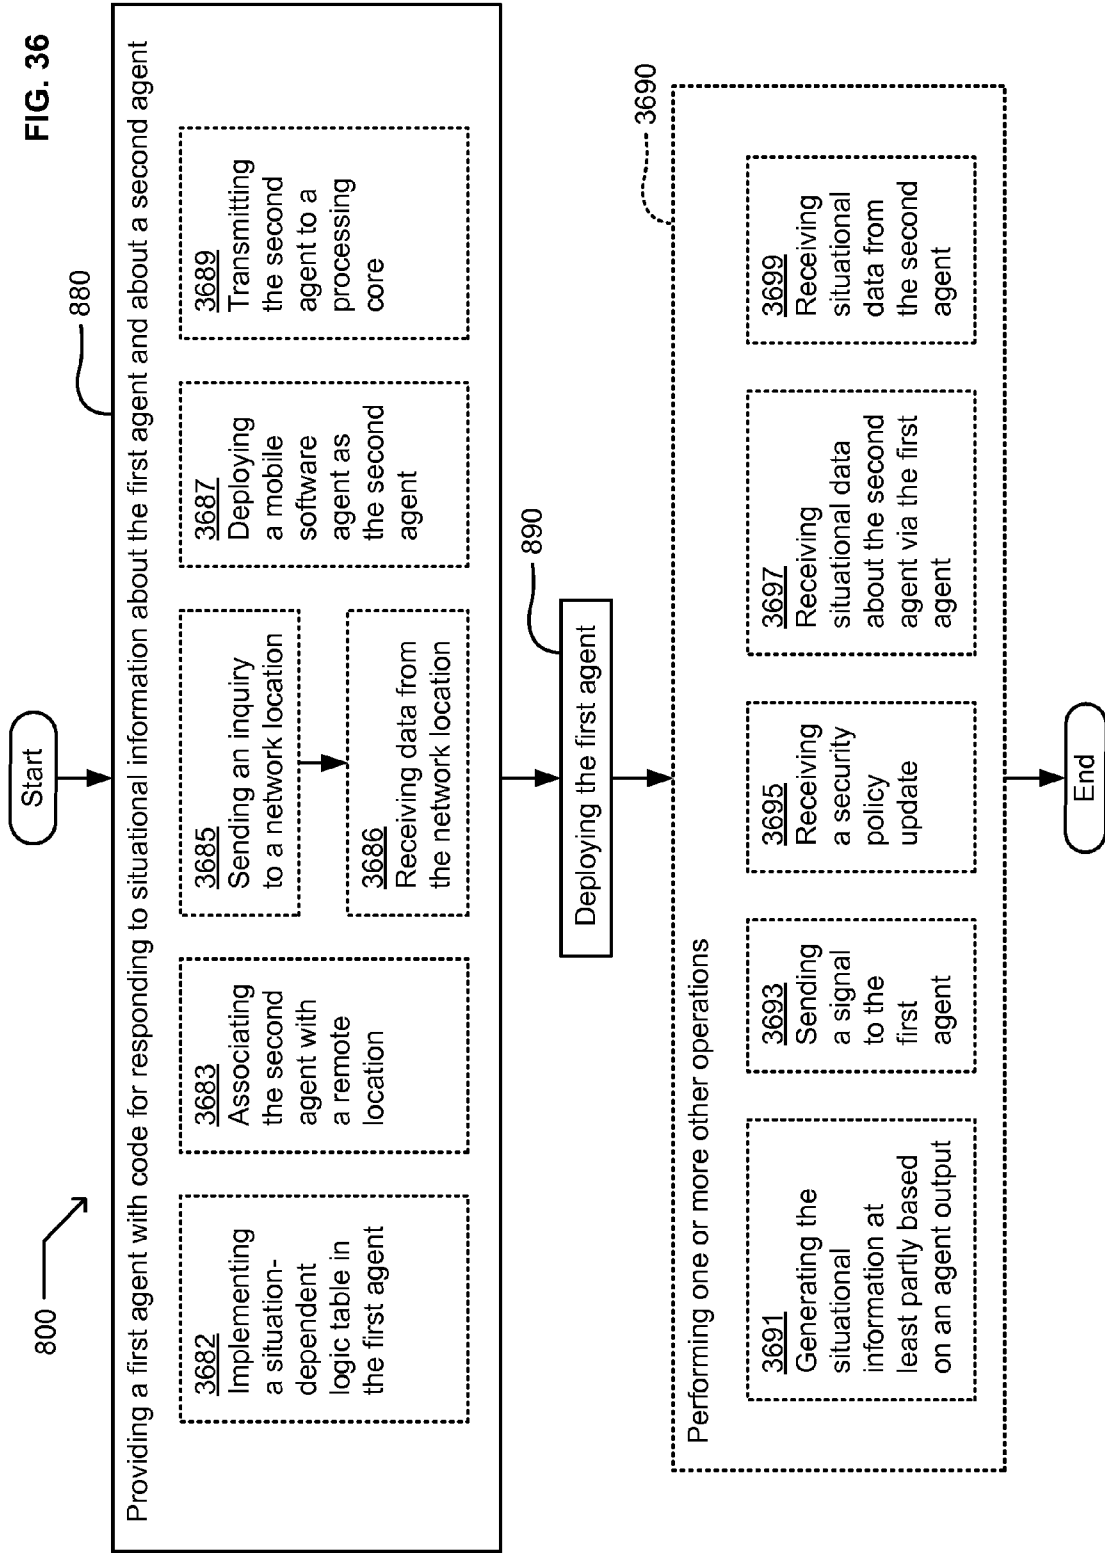 FIG. 36
800
Start
880
Providing a first agent with code for responding to situational information about the first agent and about a second agent
3682
Implementing
a situation-
dependent
logic table in
the first agent
3683
Associating
the second
agent with
a remote
location
3685
Sending an inquiry
to a network location
3686
Receiving data from
the network location
3687
Deploying
a mobile
software
agent as
the second
agent
3689
Transmitting
the second
agent to a
processing
core
890
Deploying the first agent
3690
Performing one or more other operations
3691
Generating the
situational
information at
least partly based
on an agent output
3693
Sending
a signal
to the
first
agent
3695
Receiving
a security
policy
update
3697
Receiving
situational data
about the second
agent via the first
agent
3699
Receiving
situational
data from
the second
agent
End